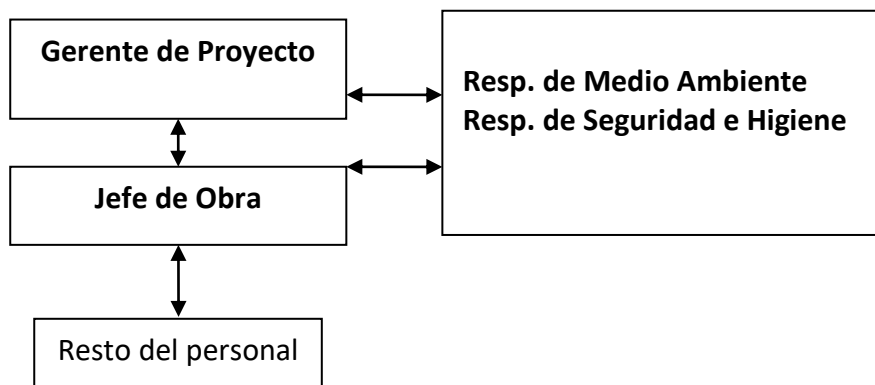 Gerente de Proyecto
Resp. de Medio Ambiente
Resp. de Seguridad e Higiene
Jefe de Obra
Resto del personal